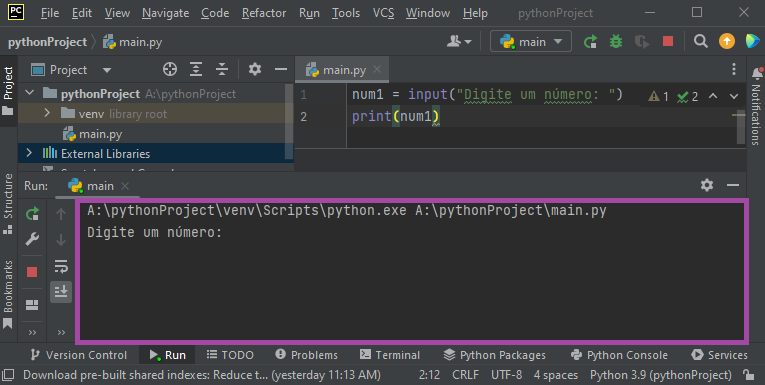 PC File Edit View Navigate Code Refactor Run Tools VCS Window Help pythonProject
pythonProject main.py main
Project Project main.py
pythonProject A:\pythonProject
venv library root
main.py
External Libraries
1 num1 = input("Digite um número: ") 1 2
2 print(num1)
Notifications
Run: main
Structure
Bookmarks
A:\pythonProject\venv\Scripts\python.exe A:\pythonProject\main.py
Digite um número:
Version Control Run TODO Problems Terminal Python Packages Python Console Services
Download pre-built shared indexes: Reduce t... (yesterday 11:13 AM) 2:12 CRLF UTF-8 4 spaces Python 3.9 (pythonProject)